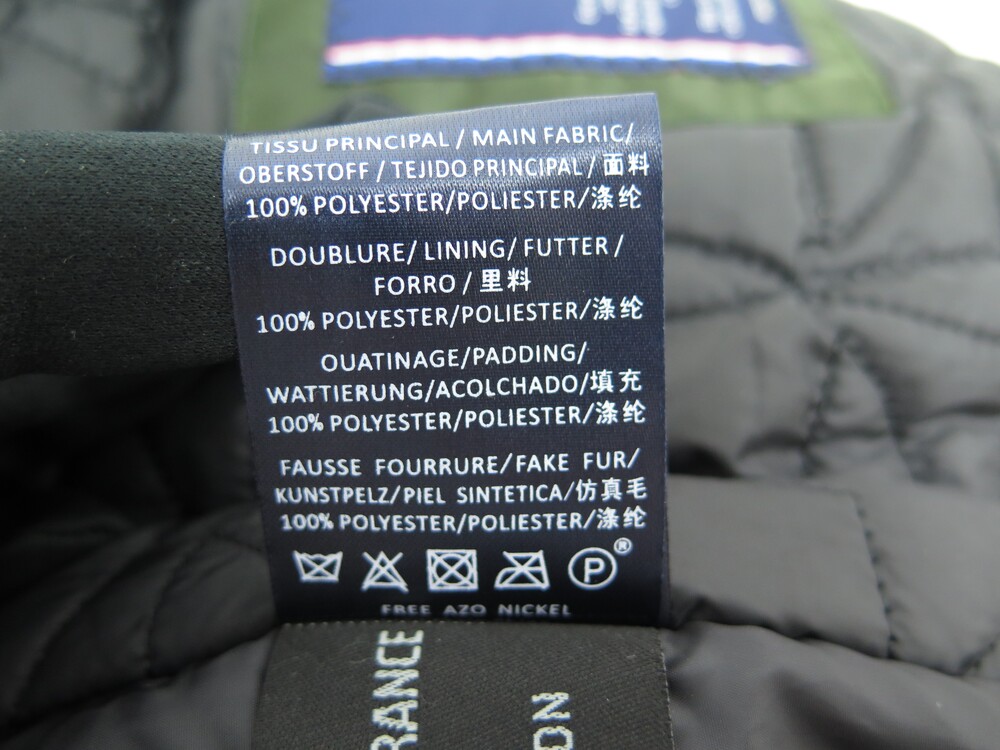 TISSU PRINCIPAL / MAIN FABRIC/
OBERSTOFF / TEJIDO PRINCIPAL / 面料
100% POLYESTER/POLIESTER/涤纶
DOUBLURE/ LINING/ FUTTER /
FORRO / 里料
100% POLYESTER/POLIESTER/涤纶
OUATINAGE/PADDING/
WATTIERUNG/ACOLCHADO/填充
100% POLYESTER/POLIESTER/涤纶
FAUSSE FOURRURE/FAKE FUR/
KUNSTPELZ/PIEL SINTETICA/仿真毛
100% POLYESTER/POLIESTER/涤纶
P ®
FREE AZO NICKEL